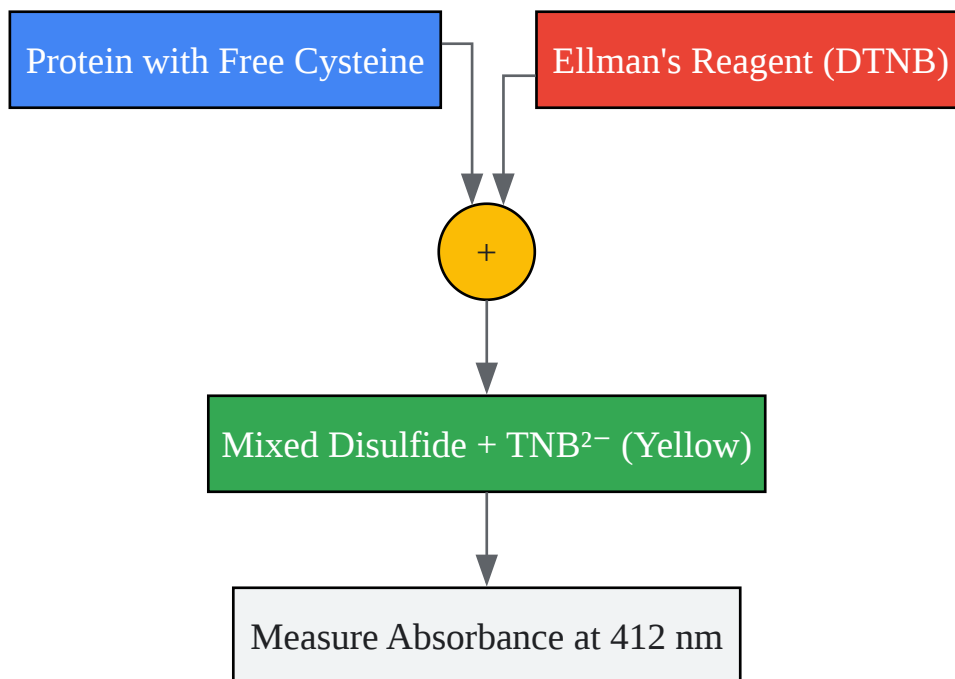 Protein with Free Cysteine
Ellman's Reagent (DTNB)
+
Mixed Disulfide + TNB²⁻ (Yellow)
Measure Absorbance at 412 nm